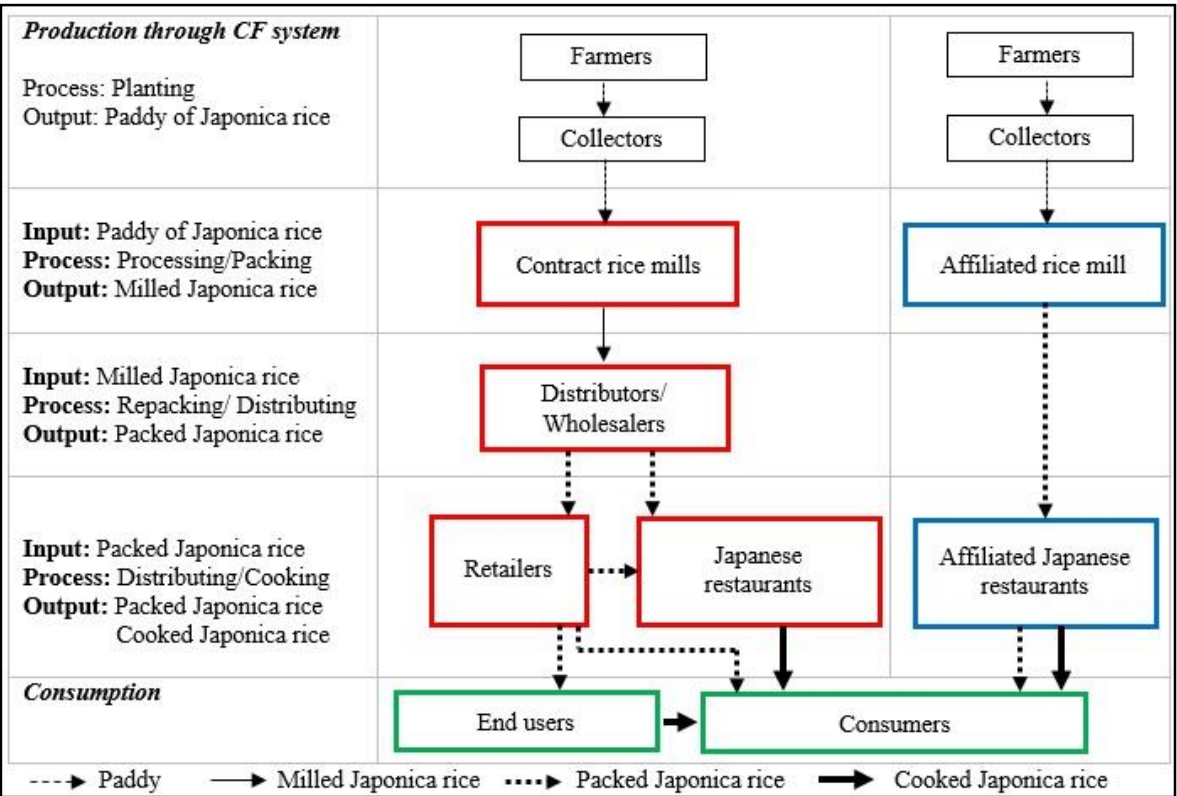 Production through CF system
Process: Planting
Output: Paddy of Japonica rice
Farmers
Collectors
Farmers
Collectors
Input: Paddy of Japonica rice
Process: Processing/Packing
Output: Milled Japonica rice
Contract rice mills
Affiliated rice mill
Input: Milled Japonica rice
Process: Repacking/ Distributing
Output: Packed Japonica rice
Distributors/
Wholesalers
Input: Packed Japonica rice
Process: Distributing/Cooking
Output: Packed Japonica rice
Cooked Japonica rice
Retailers
Japanese
restaurants
Affiliated Japanese
restaurants
Consumption
End users
Consumers
Paddy
Milled Japonica rice
Packed Japonica rice
Cooked Japonica rice